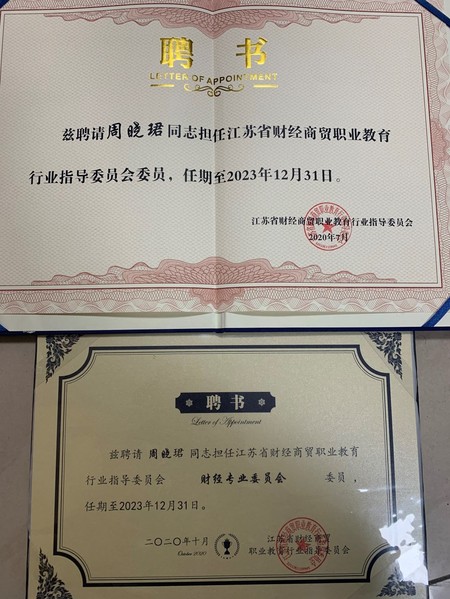 聘书
LETTER OF APPOINTMENT
兹聘请周晓珺同志担任江苏省财经商贸职业教育
行业指导委员会委员，任期至2023年12月31日。
江苏省财经商贸职业教育行业指导委员会
2020年7月
聘书
Letter of Appointment
兹聘请 周晓珺 同志担任江苏省财经商贸职业教育
行业指导委员会 财经专业委员会 委员，
任期至2023年12月31日。
二〇二〇年十月
江苏省财经商贸
October 2020
职业教育行业指导委员会